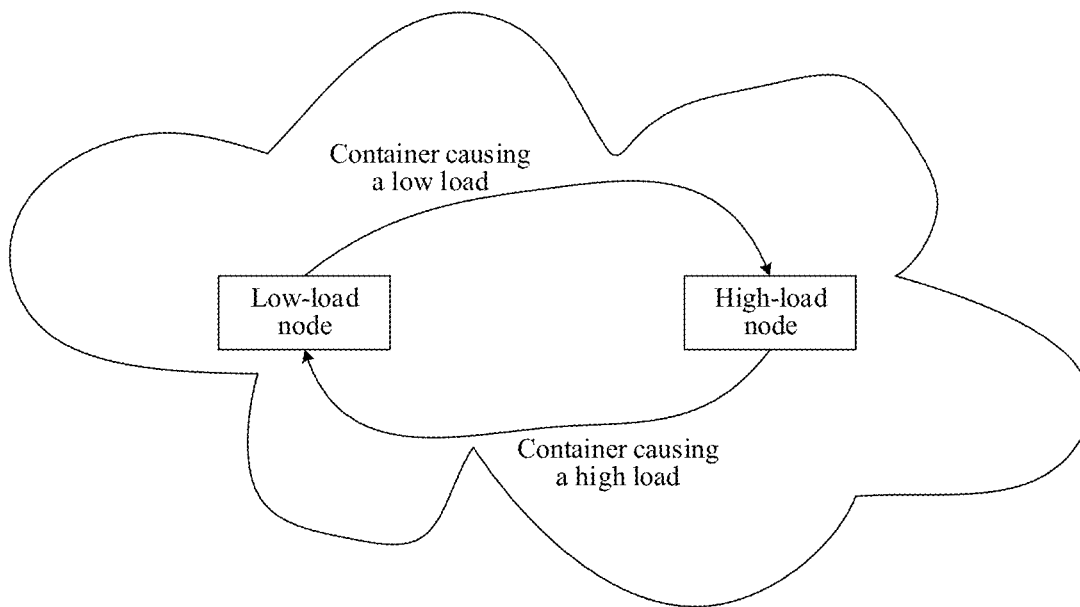 Container causing
a low load
Low-load
node
High-load
node
Container causing
a high load